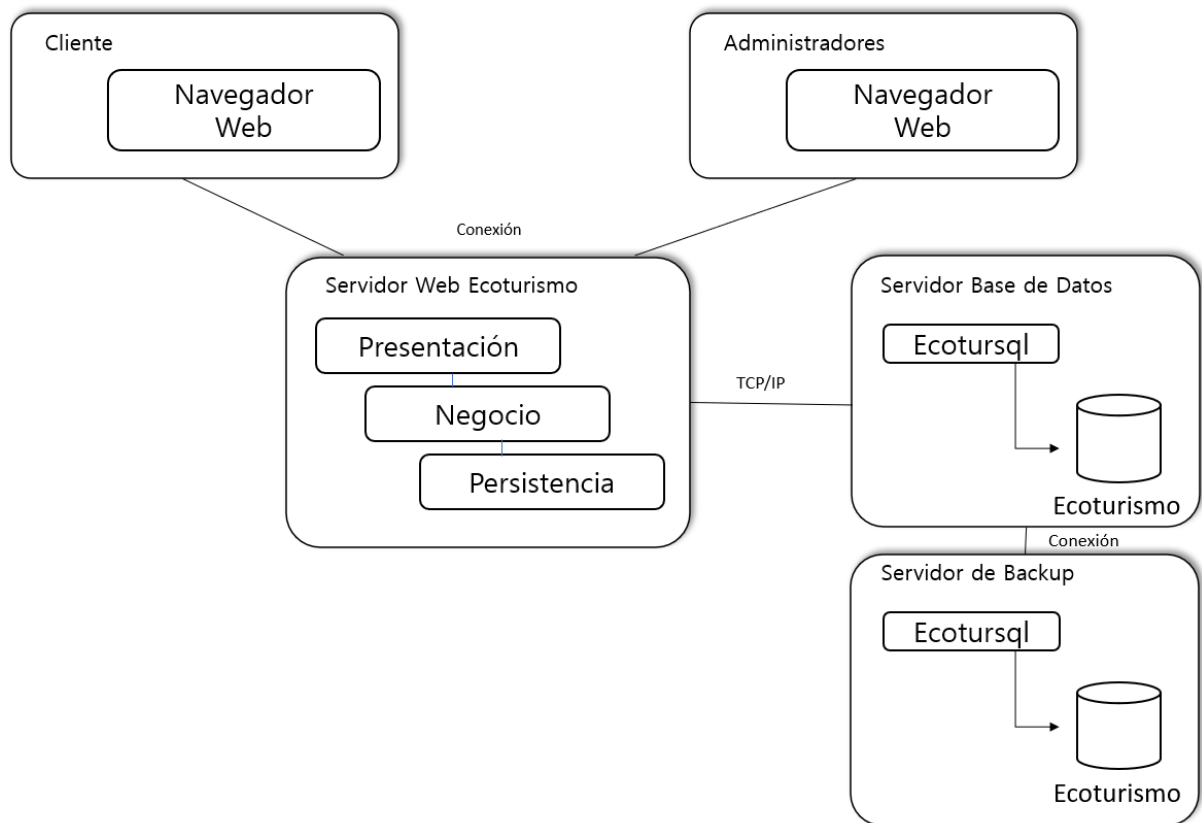 Cliente
Navegador
Web
Administradores
Navegador
Web
Conexión
Servidor Web Ecoturismo
Presentación
Negocio
Persistencia
TCP/IP
Servidor Base de Datos
Ecotursql
Ecoturismo
Conexión
Servidor de Backup
Ecotursql
Ecoturismo